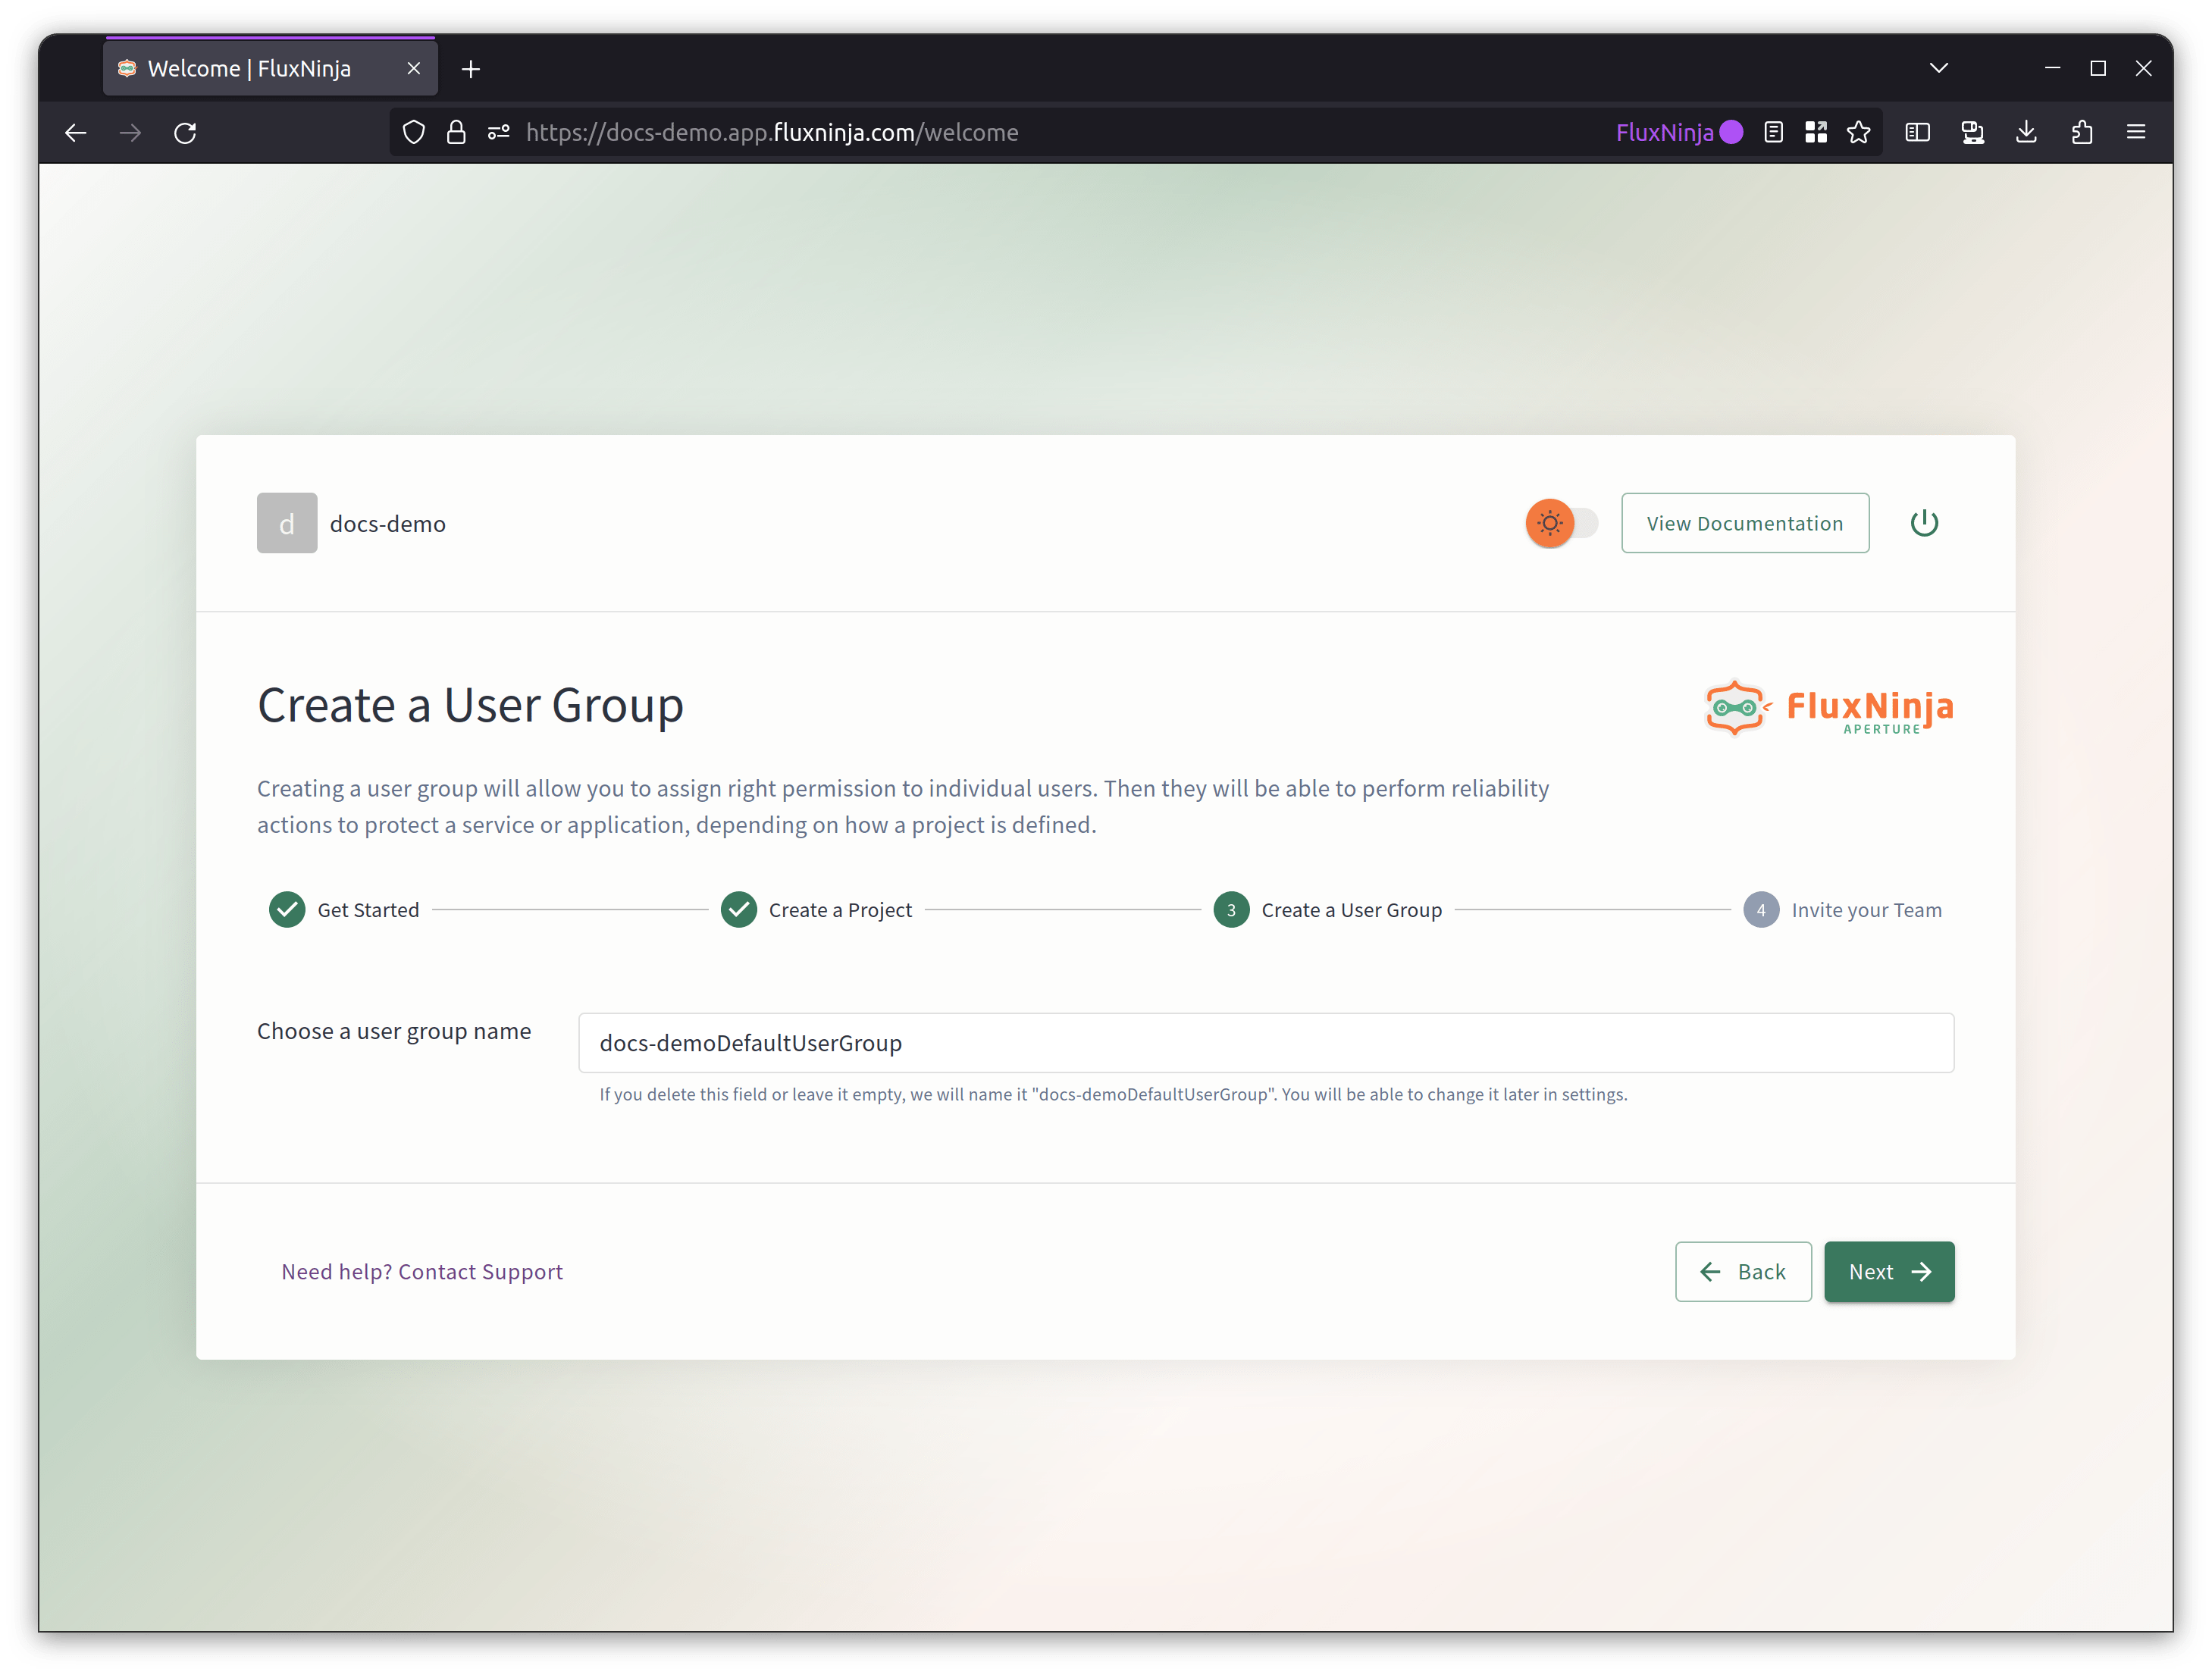 Welcome | FluxNinja
https://docs-demo.app.fluxninja.com/welcome
FluxNinja
d
docs-demo
View Documentation
Create a User Group
FluxNinja
APERTURE
Creating a user group will allow you to assign right permission to individual users. Then they will be able to perform reliability
actions to protect a service or application, depending on how a project is defined.
Get Started
Create a Project
3 Create a User Group
4 Invite your Team
Choose a user group name
docs-demoDefaultUserGroup
If you delete this field or leave it empty, we will name it "docs-demoDefaultUserGroup". You will be able to change it later in settings.
Need help? Contact Support
Back
Next